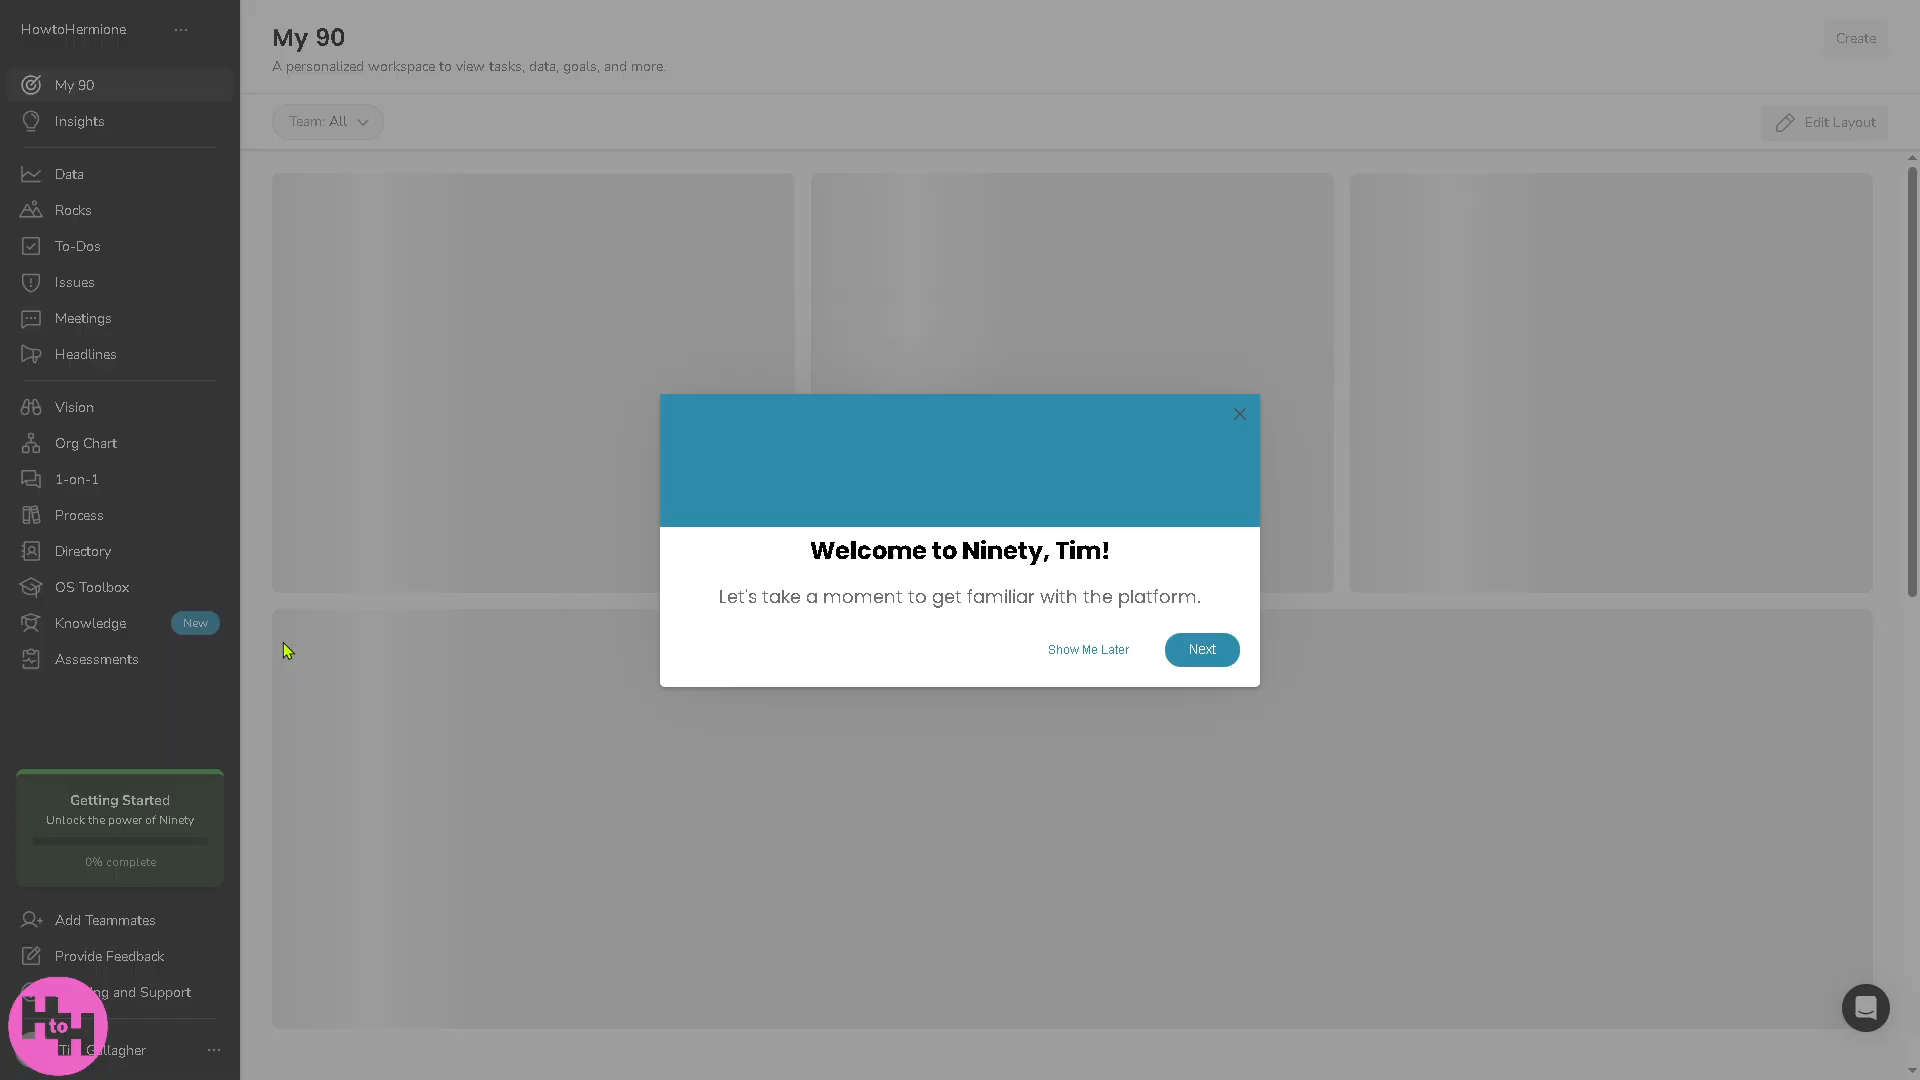 HowtoHermione
My 90
Insights
Data
Rocks
To-Dos
Issues
Meetings
Headlines
Vision
Org Chart
1-on-1
Process
Directory
OS Toolbox
Knowledge New
Assessments
Getting Started
Unlock the power of Ninety
0% complete
Add Teammates
Provide Feedback
ng and Support
H to H
Gallagher
My 90
A personalized workspace to view tasks, data, goals, and more.
Create
Team: All
Edit Layout
Welcome to Ninety, Tim!
Let's take a moment to get familiar with the platform.
Show Me Later
Next